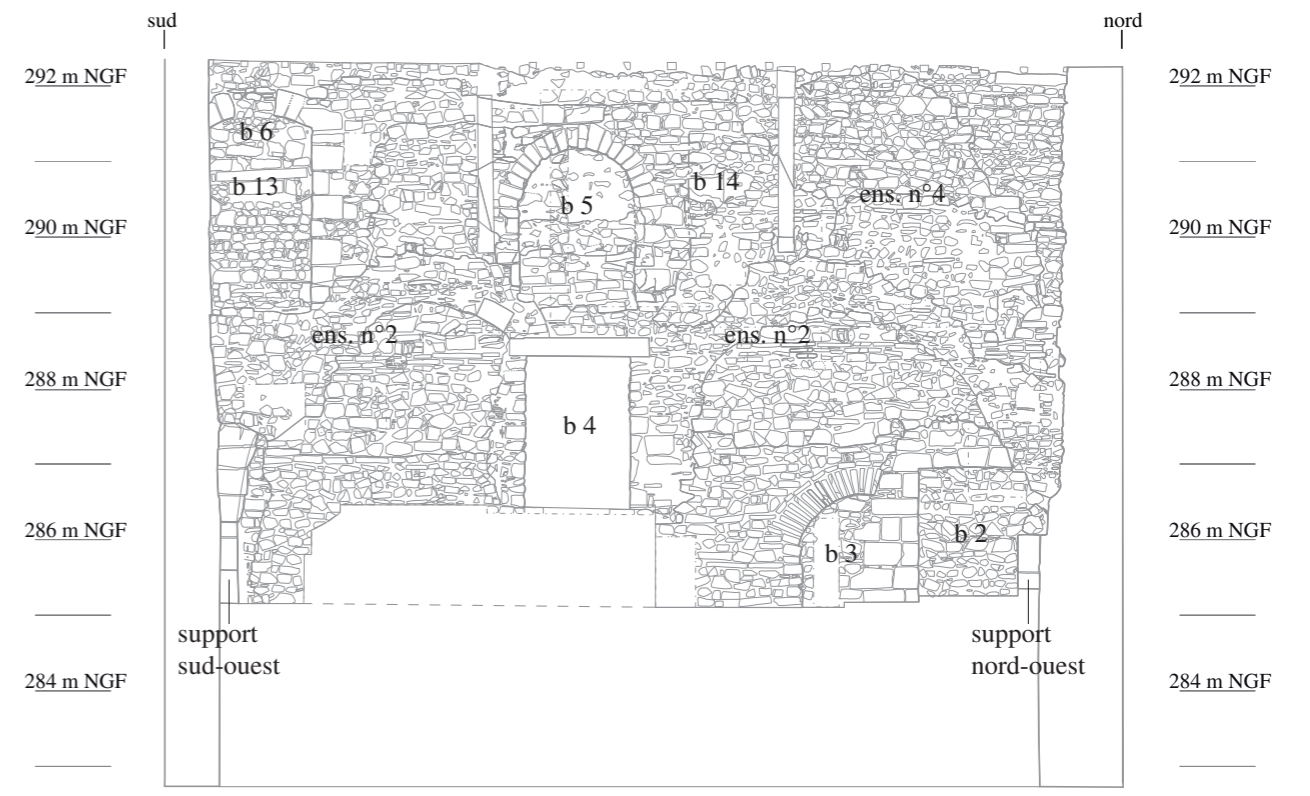 sud
nord
292 m NGF
292 m NGF
b 6
b 13
b 14
b 5
ens. n°4
290 m NGF
290 m NGF
ens. n°2
ens. n°2
288 m NGF
288 m NGF
b 4
286 m NGF
286 m NGF
b 2
b 3
support
sud-ouest
support
nord-ouest
284 m NGF
284 m NGF